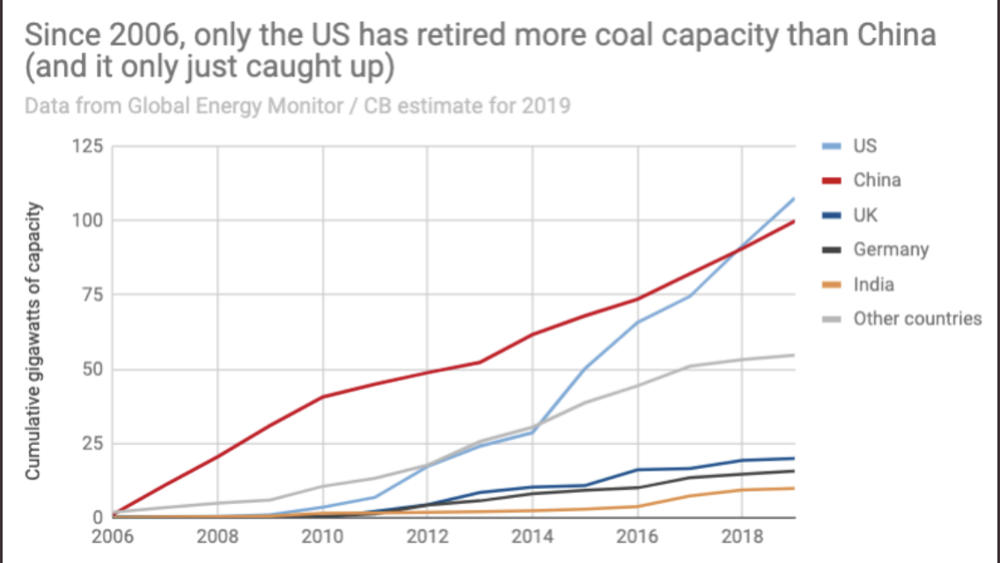 Since 2006, only the US has retired more coal capacity than China
(and it only just caught up)
Data from Global Energy Monitor / CB estimate for 2019
Cumulative gigawatts of capacity
125
100
75
50
25
0
2006
2008
2010
2012
2014
2016
2018
US
China
UK
Germany
India
Other countries